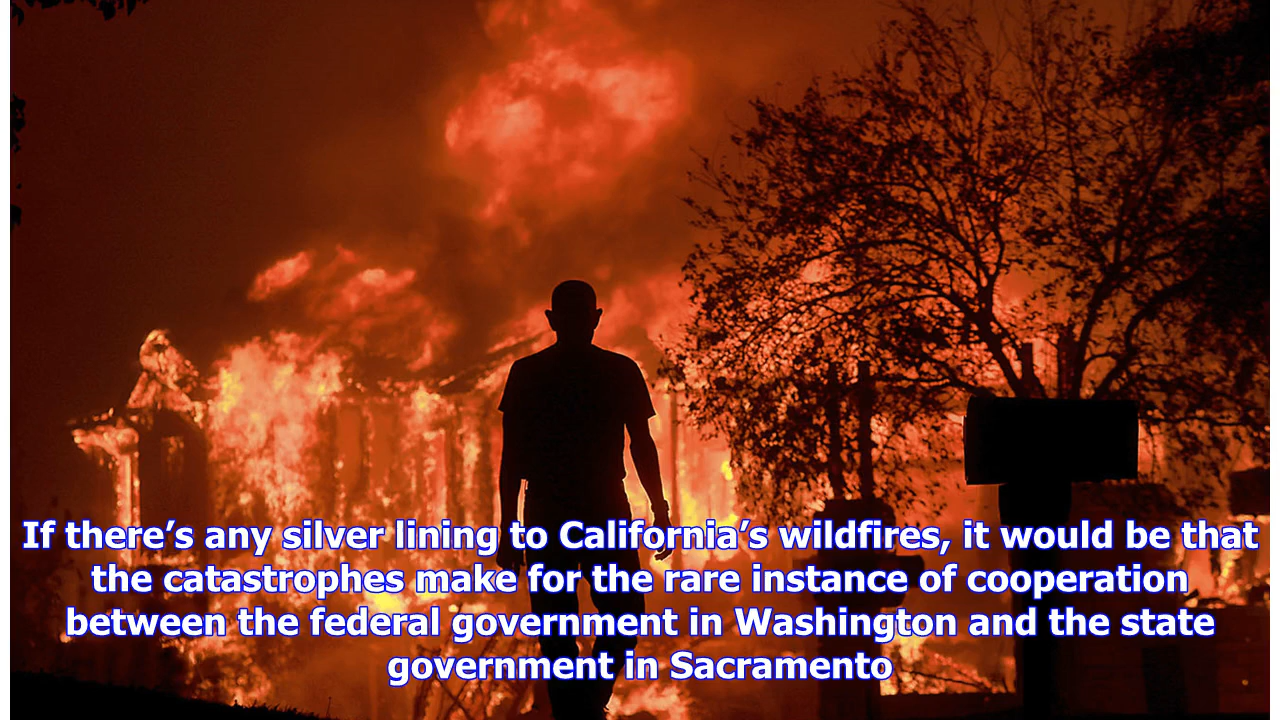 If there’s any silver lining to California’s wildfires, it would be that
the catastrophes make for the rare instance of cooperation
between the federal government in Washington and the state
government in Sacramento